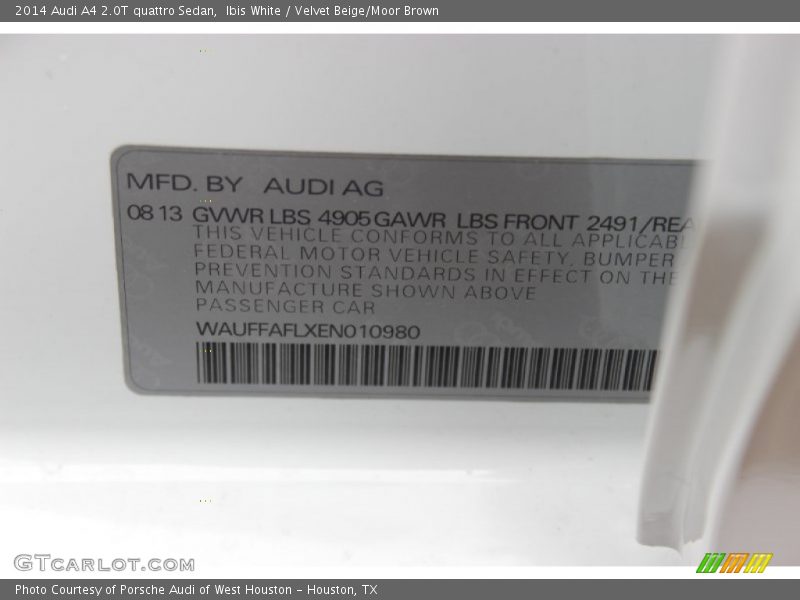 2014 Audi A4 2.0T quattro Sedan,  Ibis White / Velvet Beige/Moor Brown
MFD. BY AUDI AG
08 13 GVWR LBS 4905 GAWR LBS FRONT 2491/REA
THIS VEHICLE CONFORMS TO ALL APPLICABL
FEDERAL MOTOR VEHICLE SAFETY, BUMPER
PREVENTION STANDARDS IN EFFECT ON THE
MANUFACTURE SHOWN ABOVE
PASSENGER CAR
WAUFFAFLXEN010980
GTCARLOT.COM
Photo Courtesy of Porsche Audi of West Houston – Houston, TX